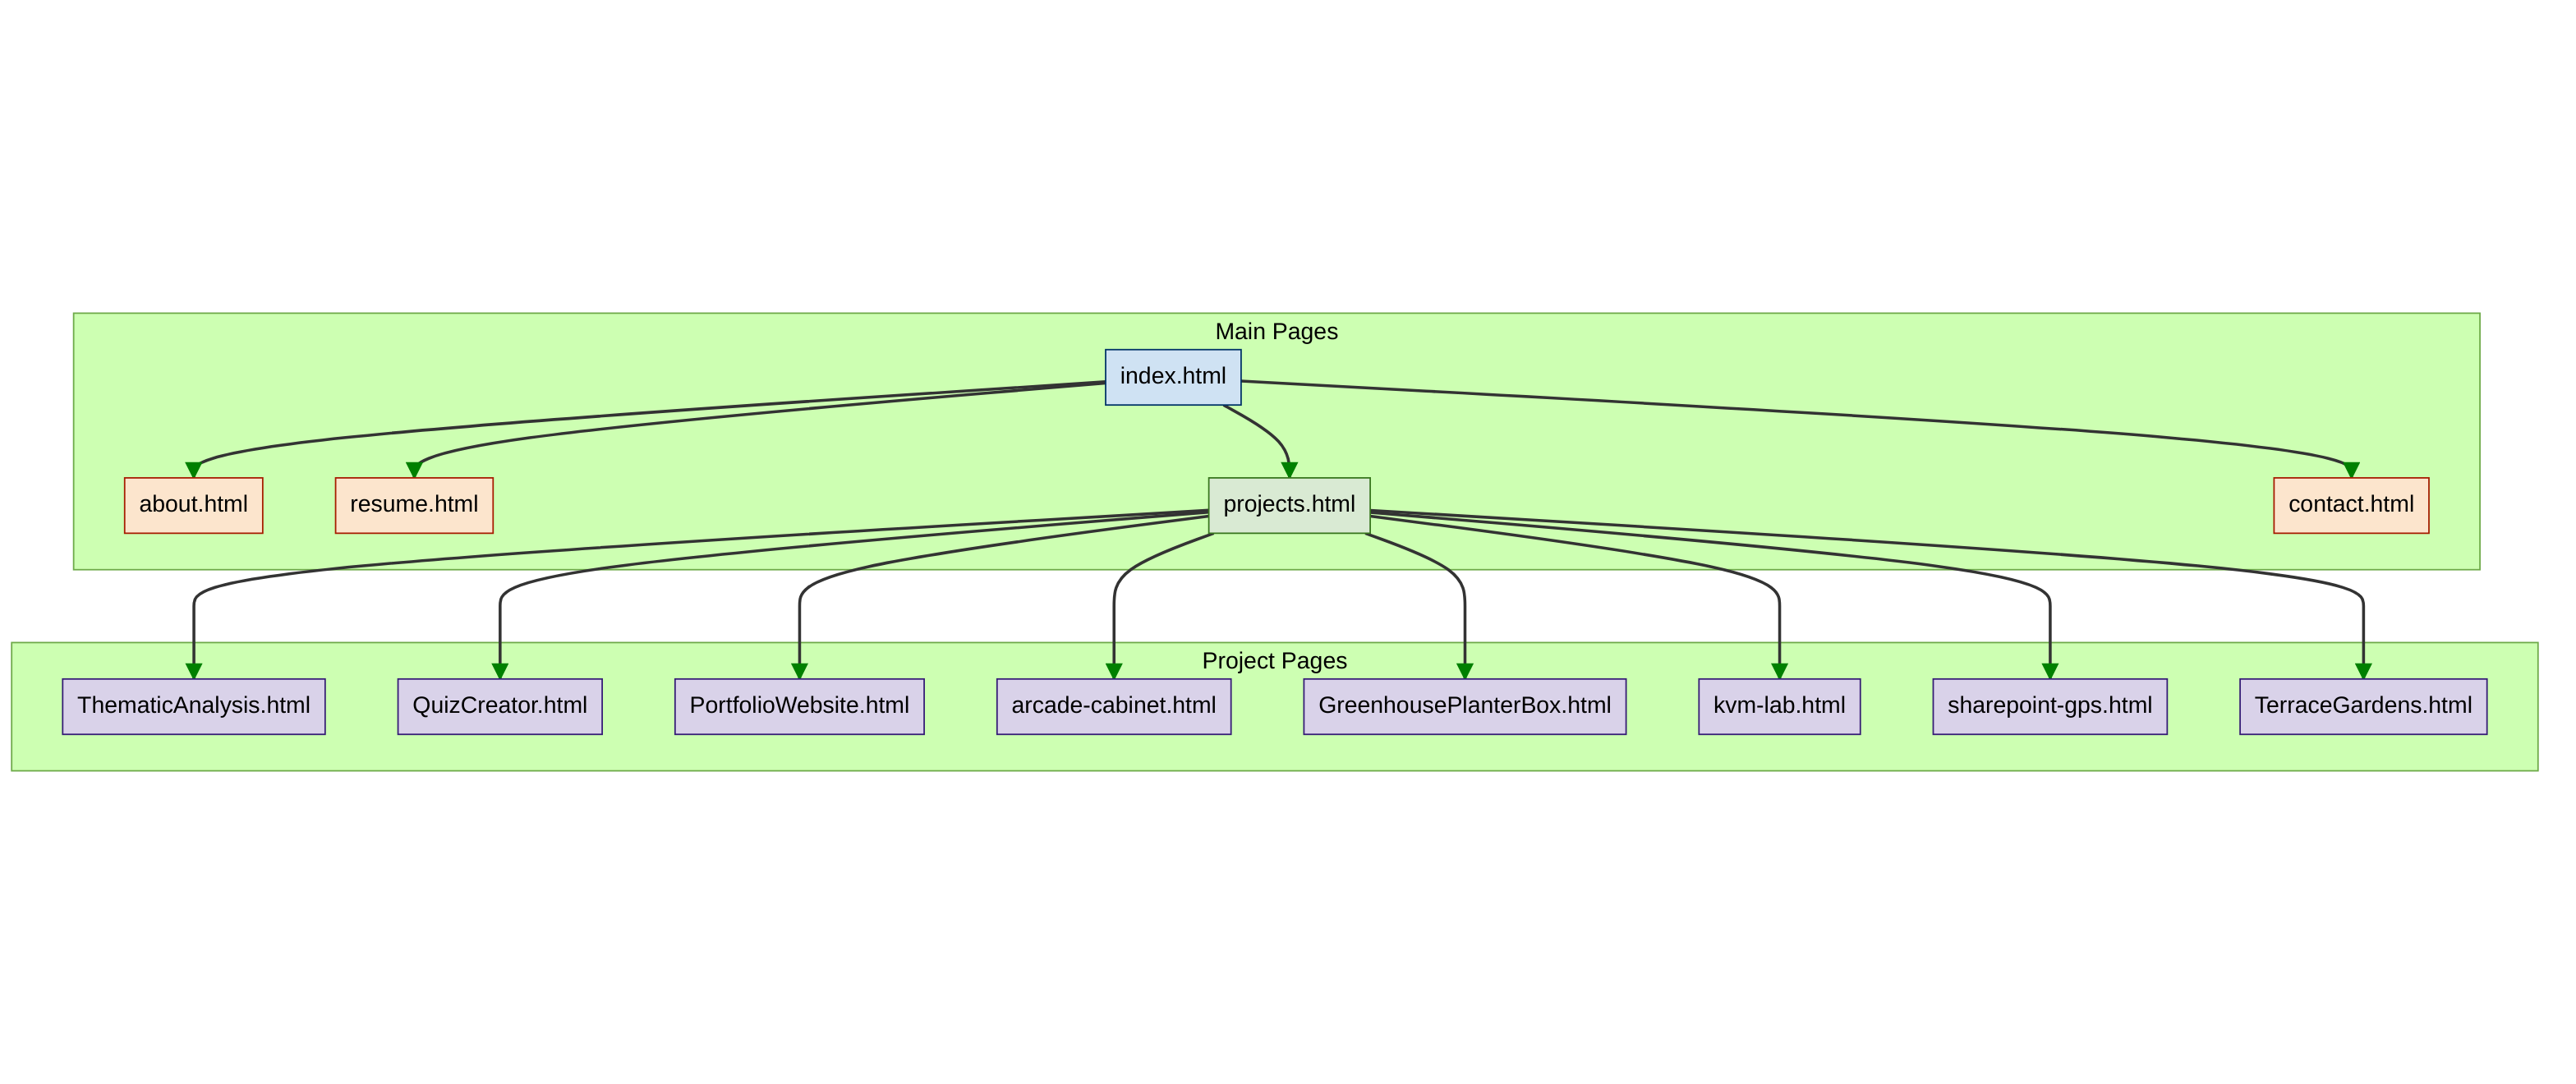 Main Pages
index.html
about.html
resume.html
projects.html
contact.html
Project Pages
ThematicAnalysis.html
QuizCreator.html
PortfolioWebsite.html
arcade-cabinet.html
GreenhousePlanterBox.html
kvm-lab.html
sharepoint-gps.html
TerraceGardens.html